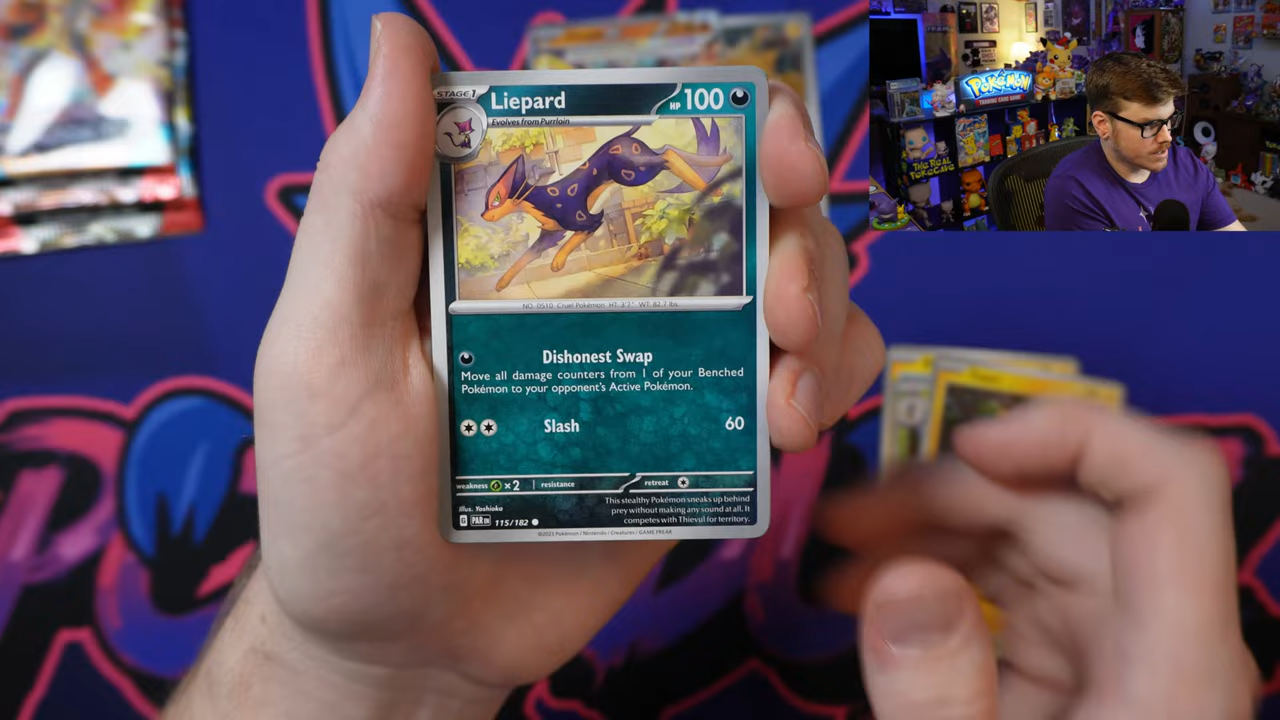 STAGE 1
Liepard
HP 100
Evolves from Purrloin
NO. 0510 Cruel Pokémon HT: 3'7" WT: 82.7 lbs.
Dishonest Swap
Move all damage counters from 1 of your Benched
Pokémon to your opponent's Active Pokémon.
Slash 60
weakness ×2 resistance retreat
This stealthy Pokémon sneaks up behind
prey without making any sound at all. It
competes with Thievul for territory.
Illus. Yoshioka
G PAR EN 115/182
©2023 Pokémon / Nintendo / Creatures / GAME FREAK
POKÉMON
TRADING CARD GAME
THE REAL
POKECAVE